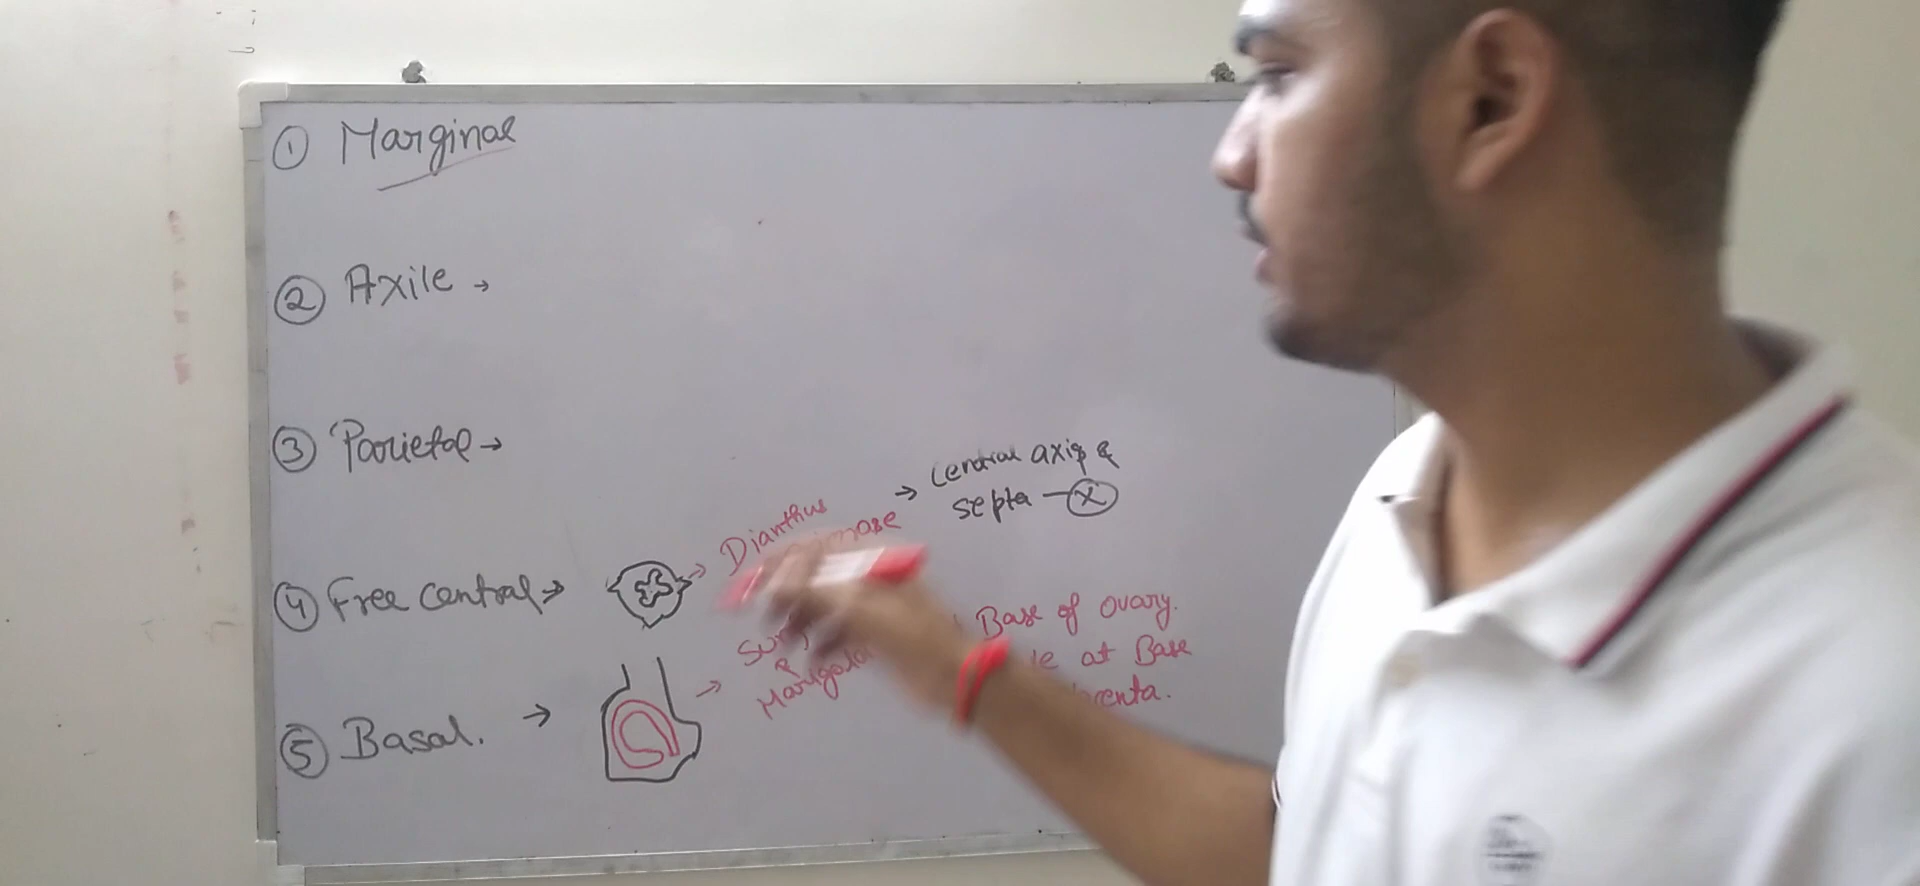 ① Marginal
② Axile →
③ Parietal →
④ Free central →
→ Dianthus
→ central axis &
septa - X
⑤ Basal. →
→
&
Marigold
Base of ovary.
at Base